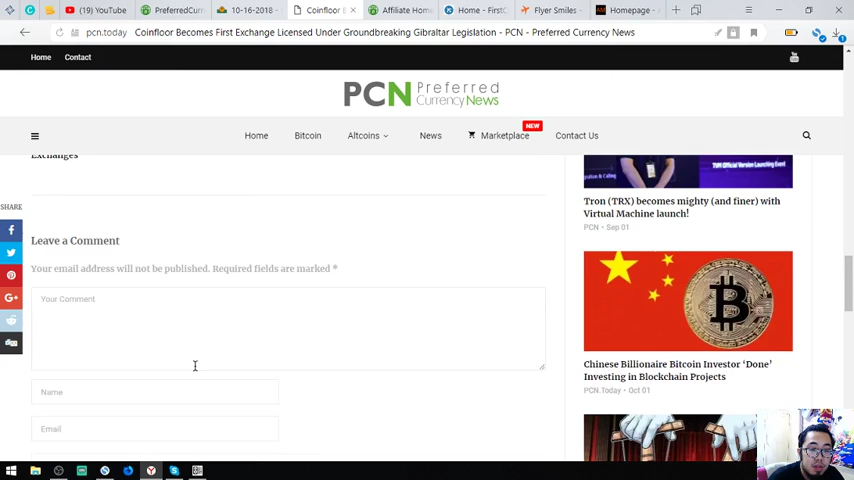 (19) YouTube
PreferredCurr
10-16-2018 -
Coinfloor B
Affiliate Home
Home - FirstC
Flyer Smiles -
Homepage -
pcn.today
Coinfloor Becomes First Exchange Licensed Under Groundbreaking Gibraltar Legislation - PCN - Preferred Currency News
Home
Contact
PCN Preferred
Currency News
NEW
Home
Bitcoin
Altcoins
News
Marketplace
Contact Us
Exchanges
SHARE
Leave a Comment
Your email address will not be published. Required fields are marked *
Your Comment
Name
Email
Tron (TRX) becomes mighty (and finer) with
Virtual Machine launch!
PCN • Sep 01
Chinese Billionaire Bitcoin Investor ‘Done’
Investing in Blockchain Projects
PCN.Today • Oct 01